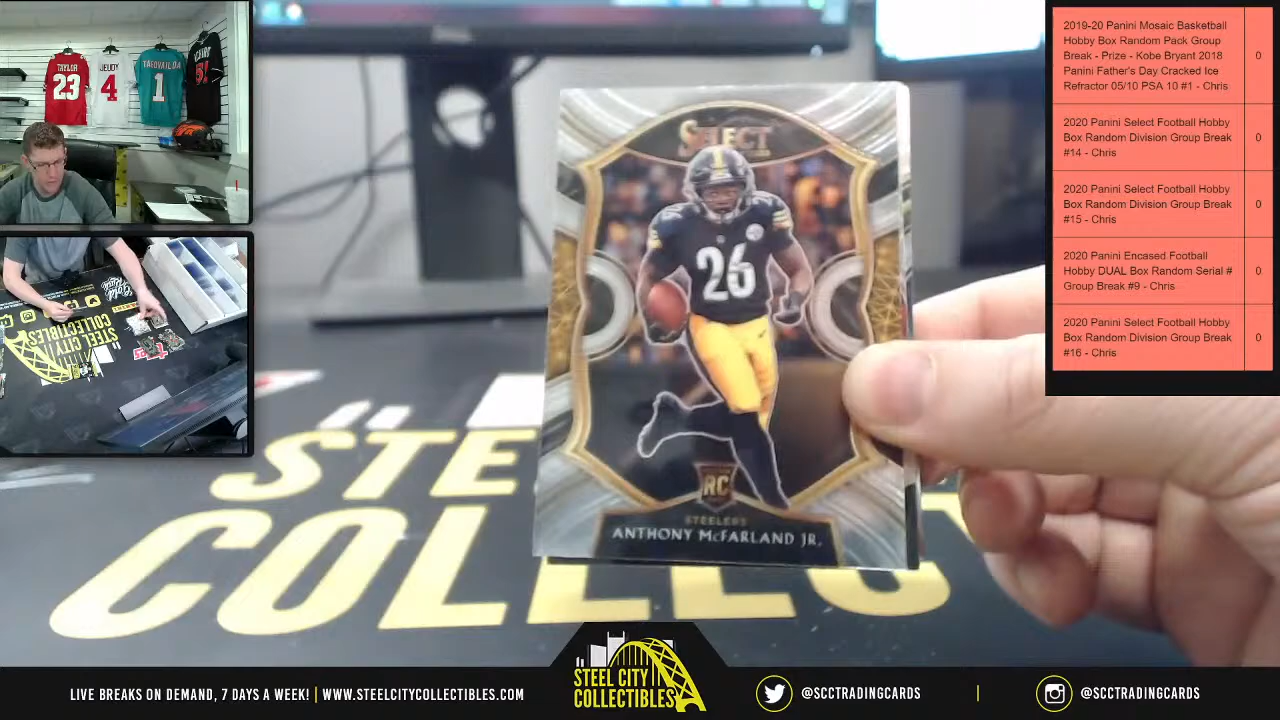 TAYLOR
23
JEUDY
4
TAGOVAILOA
1
2019-20 Panini Mosaic Basketball
Hobby Box Random Pack Group
Break - Prize - Kobe Bryant 2018
Panini Father's Day Cracked Ice
Refractor 05/10 PSA 10 #1 - Chris
0
2020 Panini Select Football Hobby
Box Random Division Group Break
#14 - Chris
0
2020 Panini Select Football Hobby
Box Random Division Group Break
#15 - Chris
0
2020 Panini Encased Football
Hobby DUAL Box Random Serial #
Group Break #9 - Chris
0
2020 Panini Select Football Hobby
Box Random Division Group Break
#16 - Chris
0
SELECT
26
RC
STEELERS
ANTHONY MCFARLAND JR.
STEEL CITY
COLLECTIBLES
STE
COLLEC
LIVE BREAKS ON DEMAND, 7 DAYS A WEEK! | WWW.STEELCITYCOLLECTIBLES.COM
STEEL CITY
COLLECTIBLES
@SCCTRADINGCARDS | @SCCTRADINGCARDS